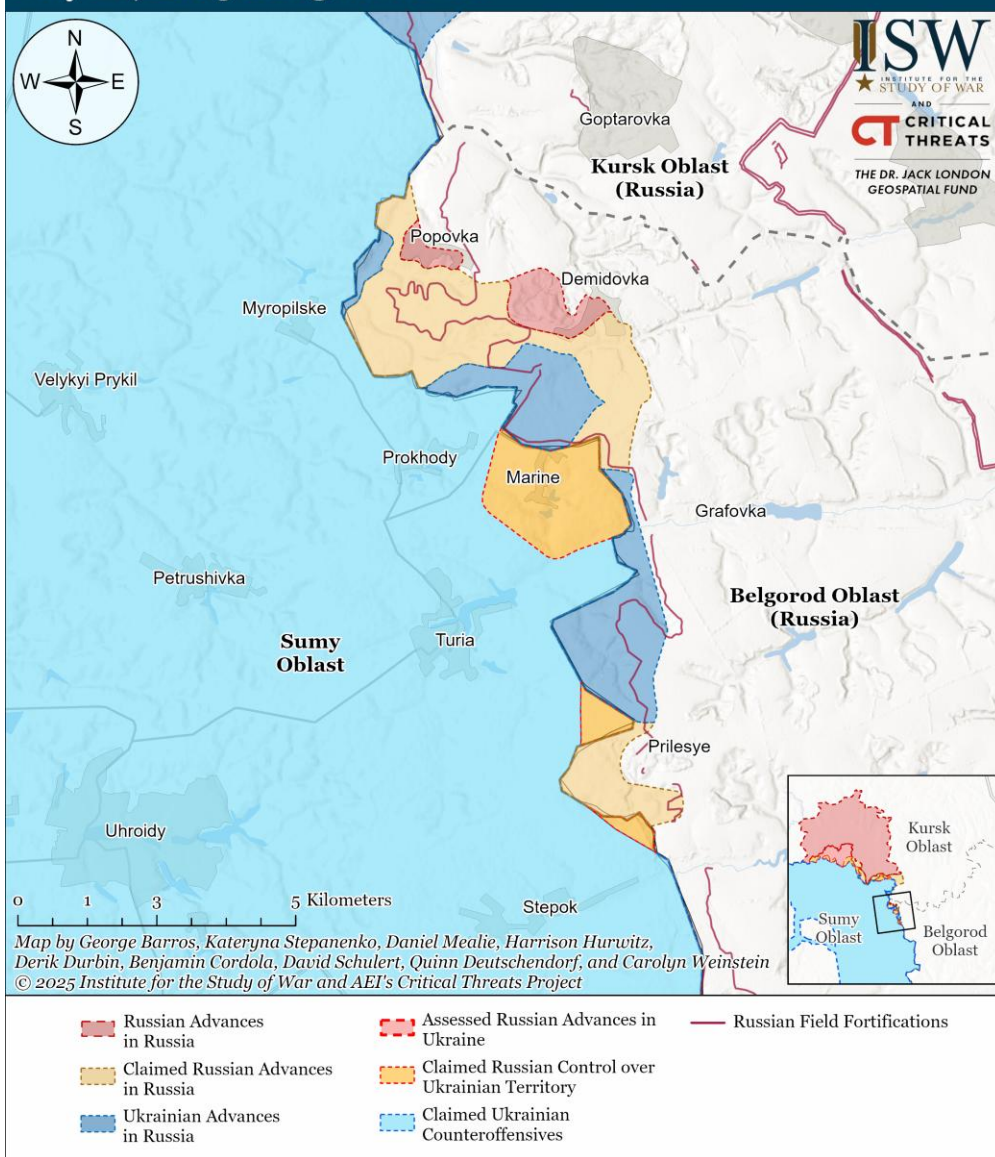 N
W E
S
ISW
INSTITUTE FOR THE
STUDY OF WAR
AND
CT CRITICAL
THREATS
THE DR. JACK LONDON
GEOSPATIAL FUND
Goptarovka
Kursk Oblast
(Russia)
Popovka
Demidovka
Myropilske
Velykyi Prykil
Prokhody
Marine
Grafovka
Petrushivka
Belgorod Oblast
(Russia)
Sumy
Oblast
Turia
Prilesye
Uhroidy
Stepok
0 1 3 5 Kilometers
Kursk
Oblast
Sumy
Oblast
Belgorod
Oblast
Map by George Barros, Kateryna Stepanenko, Daniel Mealie, Harrison Hurwitz,
Derik Durbin, Benjamin Cordola, David Schulert, Quinn Deutschendorf, and Carolyn Weinstein
© 2025 Institute for the Study of War and AEI's Critical Threats Project
Russian Advances
in Russia
Claimed Russian Advances
in Russia
Ukrainian Advances
in Russia
Assessed Russian Advances in
Ukraine
Claimed Russian Control over
Ukrainian Territory
Claimed Ukrainian
Counteroffensives
Russian Field Fortifications